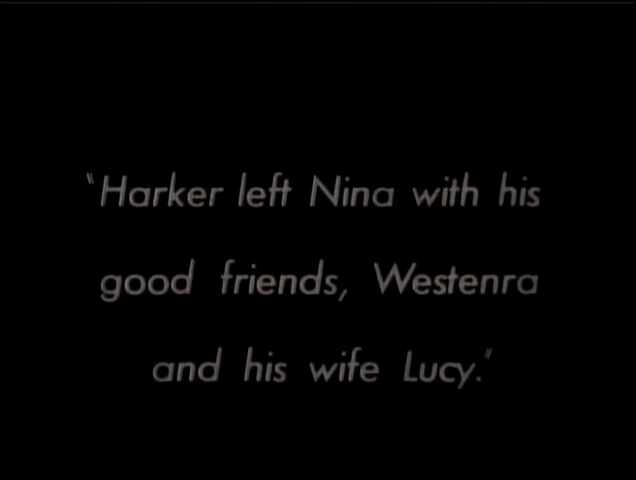 "Harker left Nina with his
good friends, Westenra
and his wife Lucy."